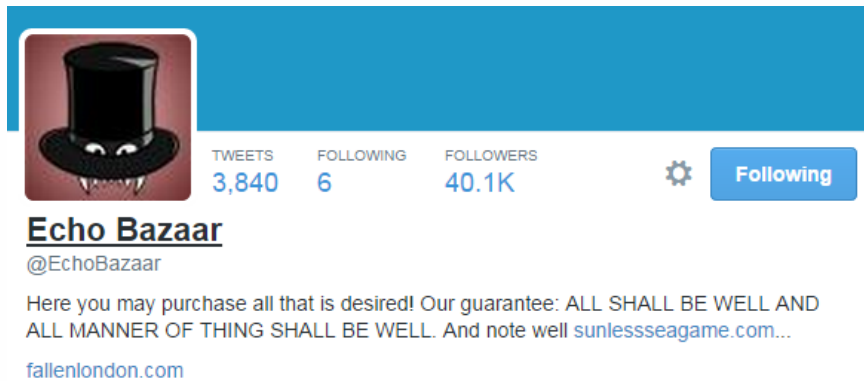 TWEETS FOLLOWING FOLLOWERS
3,840 6 40.1K
Following
Echo Bazaar
@EchoBazaar
Here you may purchase all that is desired! Our guarantee: ALL SHALL BE WELL AND
ALL MANNER OF THING SHALL BE WELL. And note well sunlessseagame.com...
fallenlondon.com